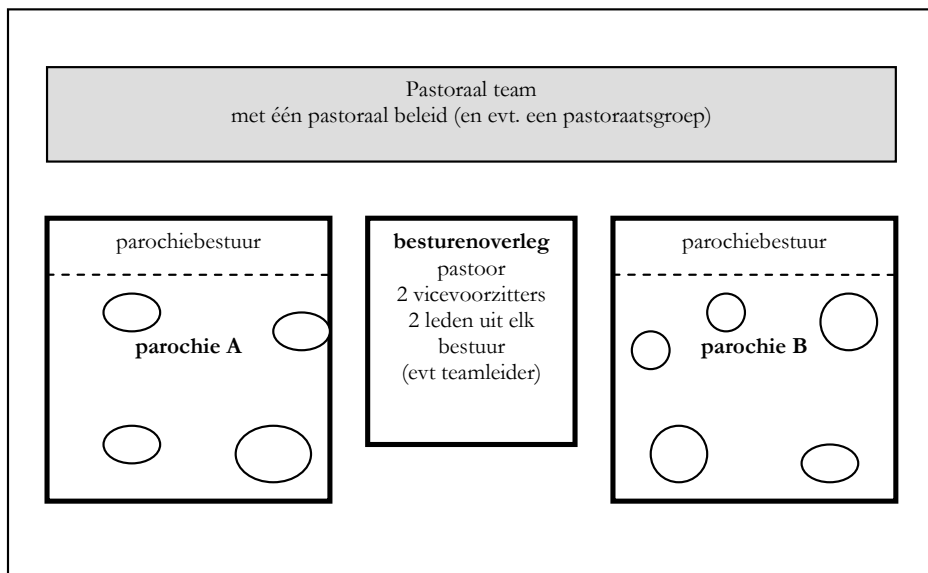 Pastoraal team
met één pastoraal beleid (en evt. een pastoraatsgroep)
parochiebestuur
parochie A
besturenoverleg
pastoor
2 vicevoorzitters
2 leden uit elk
bestuur
(evt teamleider)
parochiebestuur
parochie B